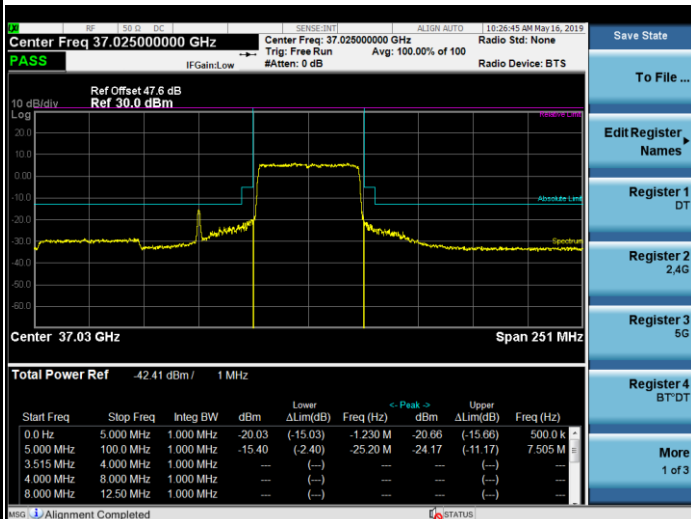 RF 50 Ω DC SENSE:INT ALIGN AUTO 10:26:45 AM May 16, 2019
Center Freq 37.025000000 GHz Center Freq: 37.025000000 GHz Radio Std: None
PASS IFGain:Low Trig: Free Run Avg: 100.00% of 100
#Atten: 0 dB Radio Device: BTS
Ref Offset 47.6 dB
10 dB/div Ref 30.0 dBm
Log
Relative Limit
20.0
10.0
0.00
-10.0
Absolute Limit
-20.0
-30.0
Spectrum
-40.0
-50.0
-60.0
Center 37.03 GHz Span 251 MHz
Total Power Ref -42.41 dBm / 1 MHz
Lower <- Peak -> Upper
Start Freq Stop Freq Integ BW dBm ΔLim(dB) Freq (Hz) dBm ΔLim(dB) Freq (Hz)
0.0 Hz 5.000 MHz 1.000 MHz -20.03 (-15.03) -1.230 M -20.66 (-15.66) 500.0 k
5.000 MHz 100.0 MHz 1.000 MHz -15.40 (-2.40) -25.20 M -24.17 (-11.17) 7.505 M
3.515 MHz 4.000 MHz 1.000 MHz --- (---) --- --- (---) ---
4.000 MHz 8.000 MHz 1.000 MHz --- (---) --- --- (---) ---
8.000 MHz 12.50 MHz 1.000 MHz --- (---) --- --- (---) ---
MSG Alignment Completed STATUS
Save State
To File ...
Edit Register
Names
Register 1
DT
Register 2
2,4G
Register 3
5G
Register 4
BT°DT
More
1 of 3